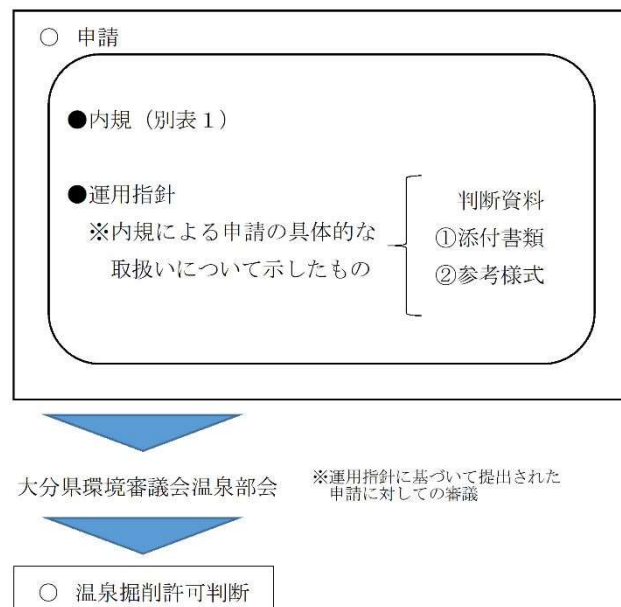 ○ 申請
●内規（別表１）
●運用指針
※内規による申請の具体的な
取扱いについて示したもの
判断資料
①添付書類
②参考様式
大分県環境審議会温泉部会
※運用指針に基づいて提出された
申請に対しての審議
○ 温泉掘削許可判断